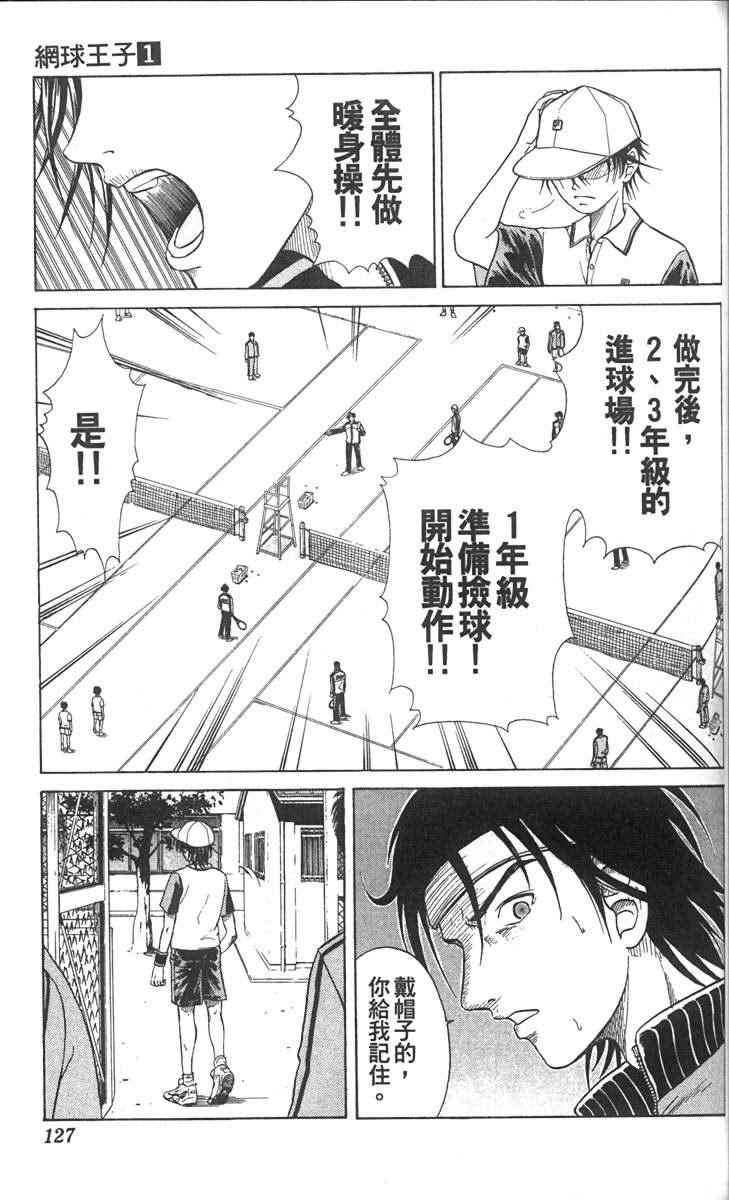 網球王子1
全體先做
暖身操!!
做完後，
2、3年級的
進球場!!
1年級
準備撿球!
開始動作!!
是!!
戴帽子的，
你給我記住。
127